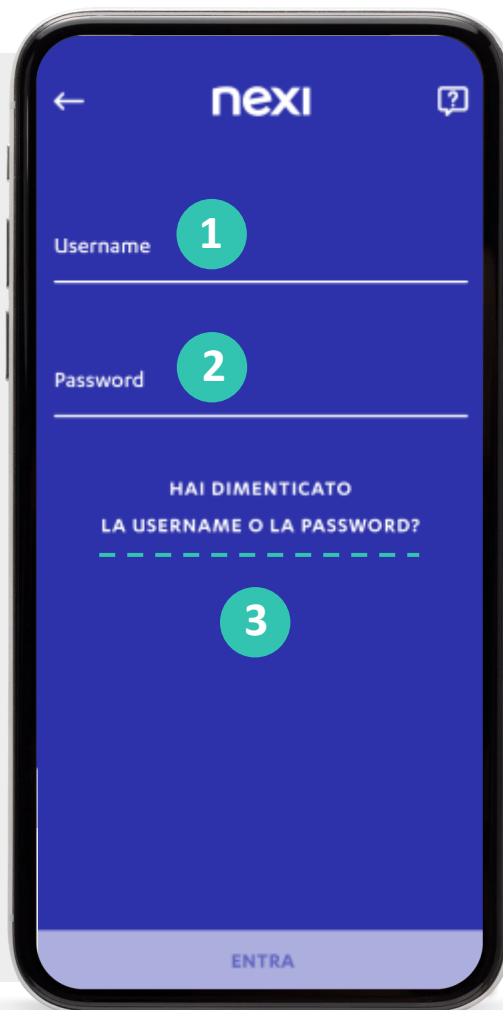 nexi
?
Username 1
Password 2
HAI DIMENTICATO
LA USERNAME O LA PASSWORD?
3
ENTRA